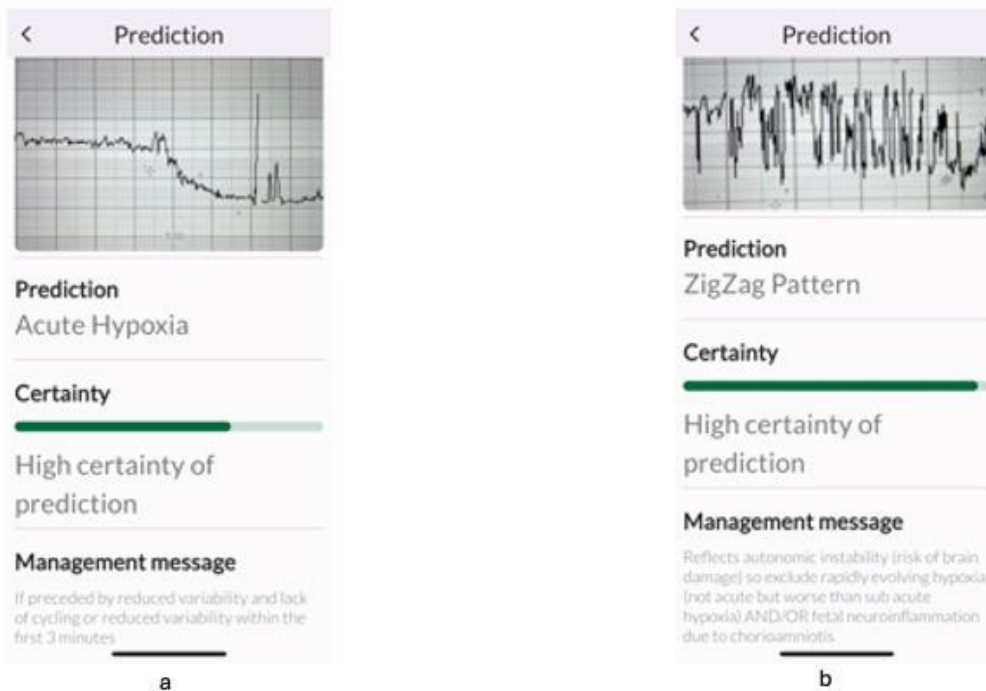 Prediction
Prediction
Acute Hypoxia
Certainty
High certainty of
prediction
Management message
If preceded by reduced variability and lack
of cycling or reduced variability within the
first 3 minutes
a
Prediction
Prediction
ZigZag Pattern
Certainty
High certainty of
prediction
Management message
Reflects autonomic instability (risk of brain
damage) so exclude rapidly evolving hypoxia
(not acute but worse than sub acute
hypoxia) AND/OR fetal neuroinflammation
due to chorioamniotis
b